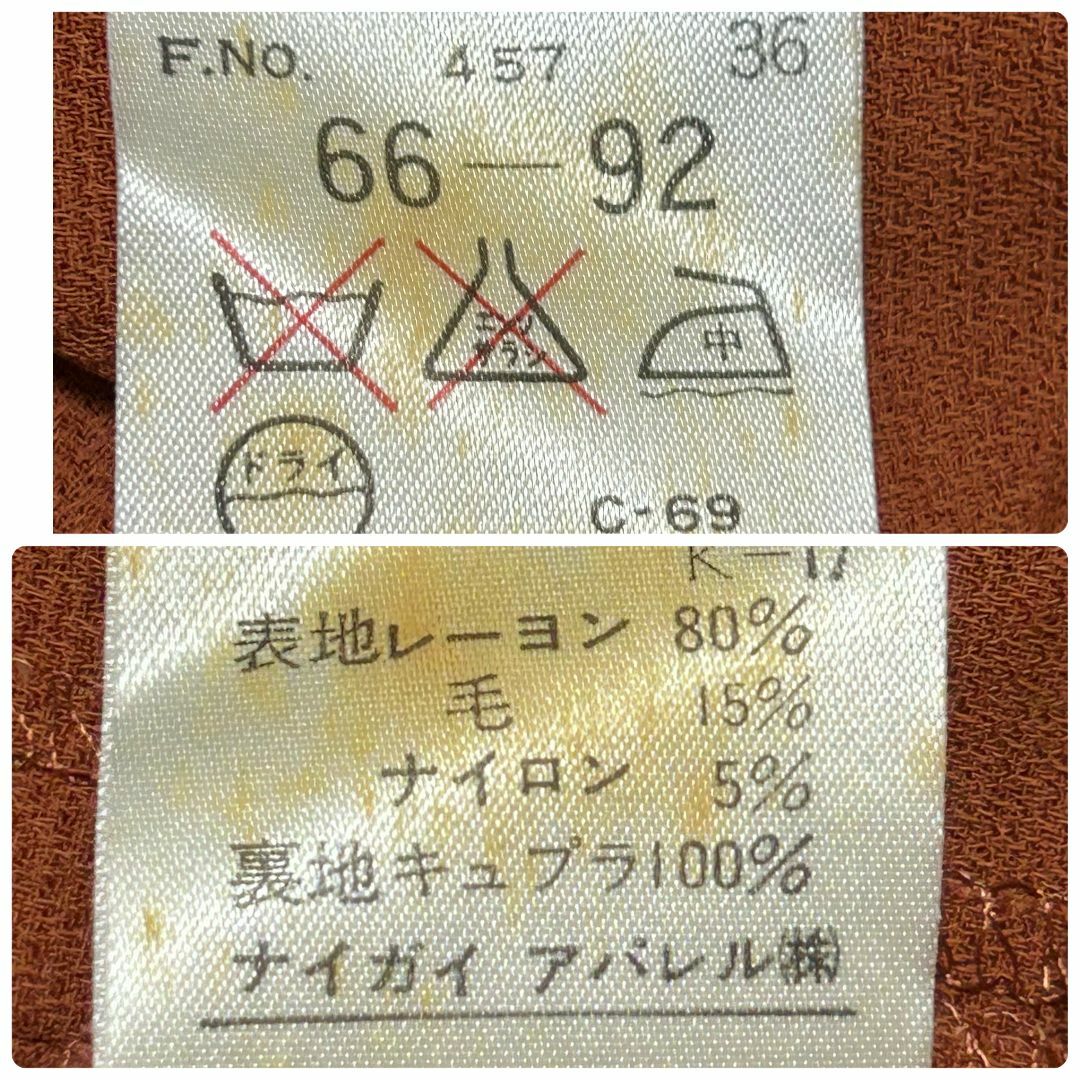 F.No. 457 36
66—92
エンソ
サラシ
中
ドライ
C-69
K-17
表地レーヨン 80%
毛 15%
ナイロン 5%
裏地キュプラ100%
ナイガイ アパレル㈱